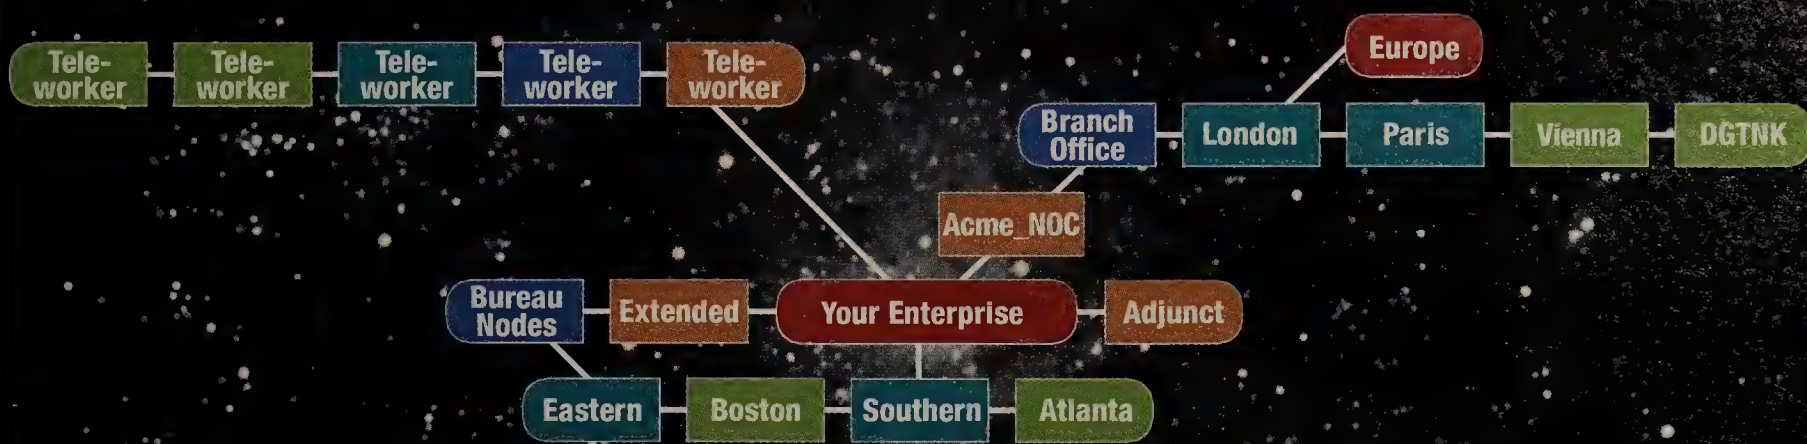 Europe
Tele-
worker
Tele-
worker
Tele-
worker
Tele-
worker
Tele-
worker
Branch
Office
London
Paris
Vienna
DGTNK
Acme_NOC
Bureau
Nodes
Extended
Your Enterprise
Adjunct
Eastern
Boston
Southern
Atlanta